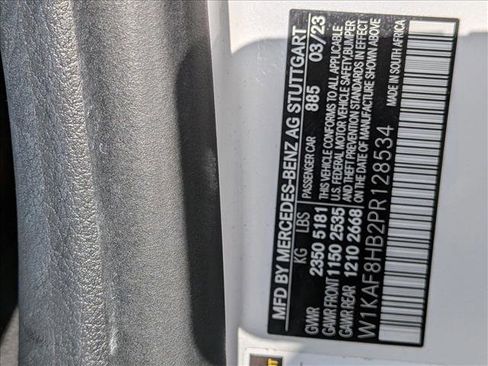 MFD BY MERCEDES-BENZ AG STUTTGART
KG LBS PASSENGER CAR 885 03/23
GVWR 2350 5181
GAWR FRONT 1150 2535
GAWR REAR 1210 2668
THIS VEHICLE CONFORMS TO ALL APPLICABLE
U.S. FEDERAL MOTOR VEHICLE SAFETY, BUMPER
AND THEFT PREVENTION STANDARDS IN EFFECT
ON THE DATE OF MANUFACTURE SHOWN ABOVE
W1KAF8HB2PR128534
MADE IN SOUTH AFRICA